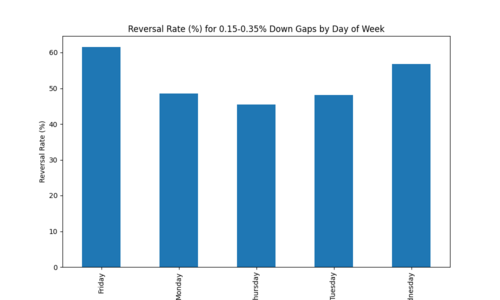 Reversal Rate (%) for 0.15-0.35% Down Gaps by Day of Week
Reversal Rate (%)
60
50
40
30
20
10
0
Friday
Monday
hursday
Tuesday
dnesday